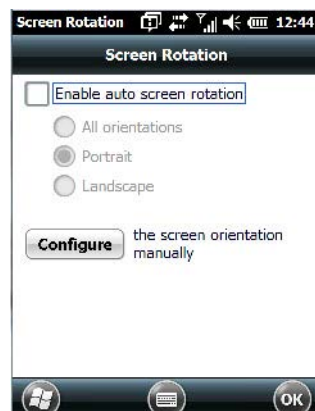 Screen Rotation 12:44
Screen Rotation
Enable auto screen rotation
All orientations
Portrait
Landscape
Configure the screen orientation
manually
OK